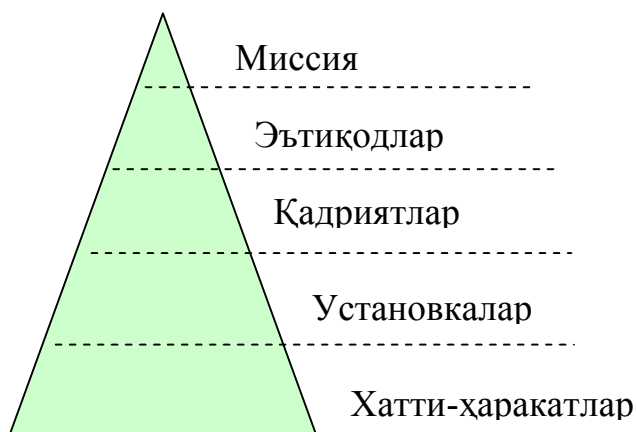 Миссия
Эътиқодлар
Қадриятлар
Установкалар
Хатти-ҳаракатлар